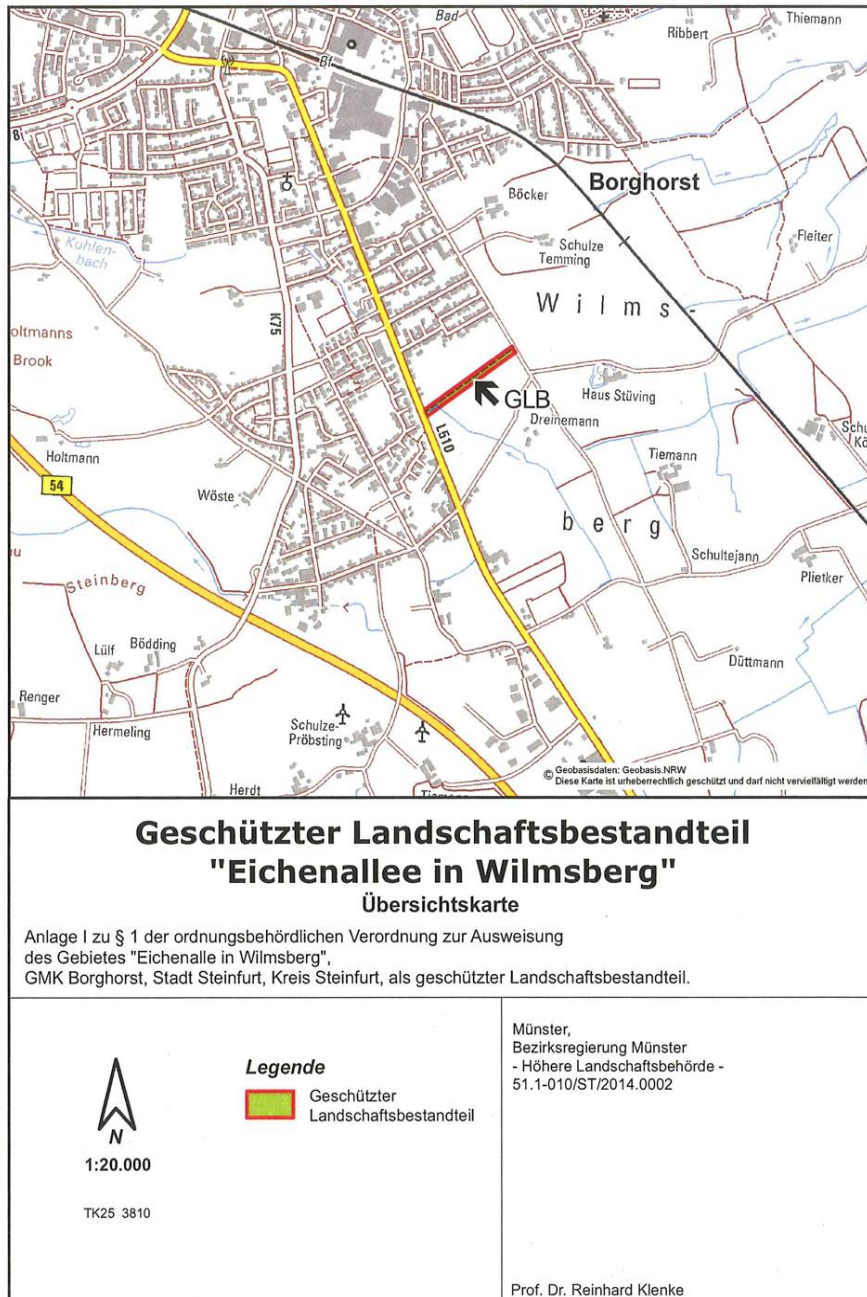 Bad
Ribbert
Thiemann
Bf
8
Borghorst
Böcker
Schulze
Temming
Fleiter
Kuhlen-
bach
W i l m s -
K75
oltmanns
Brook
GLB
Haus Stüving
Dreinemann
L510
Holtmann
54
Wöste
Tiemann
Schu
Kö
b e r g
Schultejann
Plietker
Steinberg
Lülf
Bödding
Düttmann
Renger
Hermeling
Schulze-
Pröbsting
Herdt
Tiemann
© Geobasisdaten: Geobasis.NRW
Diese Karte ist urheberrechtlich geschützt und darf nicht vervielfältigt werden
Geschützter Landschaftsbestandteil
"Eichenallee in Wilmsberg"
Übersichtskarte
Anlage I zu § 1 der ordnungsbehördlichen Verordnung zur Ausweisung
des Gebietes "Eichenalle in Wilmsberg",
GMK Borghorst, Stadt Steinfurt, Kreis Steinfurt, als geschützter Landschaftsbestandteil.
N
1:20.000
TK25 3810
Legende
Geschützter
Landschaftsbestandteil
Münster,
Bezirksregierung Münster
- Höhere Landschaftsbehörde -
51.1-010/ST/2014.0002
Prof. Dr. Reinhard Klenke